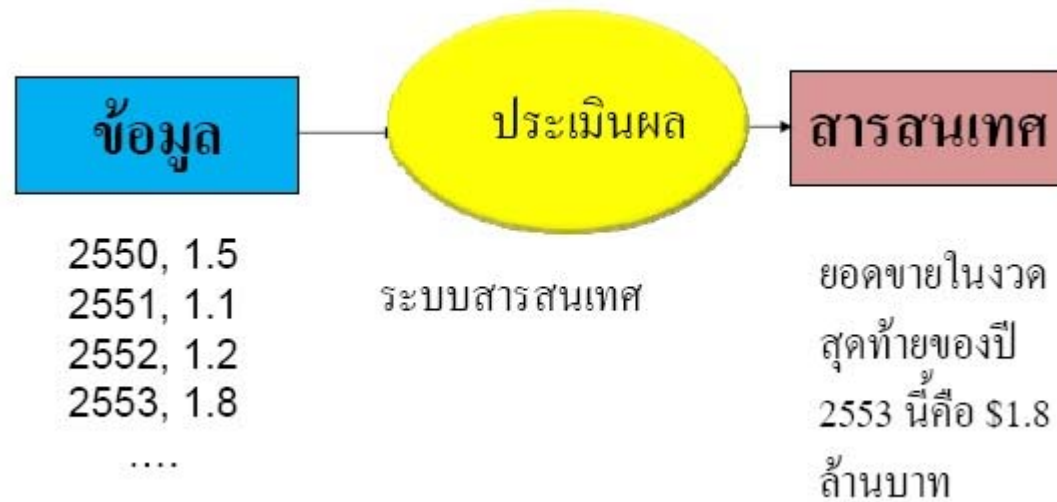 ข้อมูล
ประเมินผล
สารสนเทศ
2550, 1.5
2551, 1.1
2552, 1.2
2553, 1.8
....
ระบบสารสนเทศ
ยอดขายในงวด
สุดท้ายของปี
2553 นี้คือ $1.8
ล้านบาท